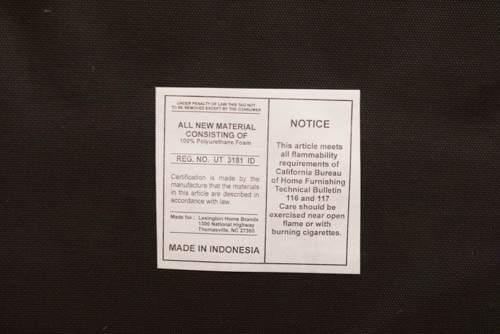 UNDER PENALTY OF LAW THIS TAG NOT
TO BE REMOVED EXCEPT BY THE CONSUMER
ALL NEW MATERIAL
CONSISTING OF
100% Polyurethane Foam
REG. NO. UT 3181 ID
Certification is made by the
manufacture that the materials
in this article are described in
accordance with law.
Made for : Lexington Home Brands
1300 National Highway
Thomasville, NC 27360
MADE IN INDONESIA
NOTICE
This article meets
all flammability
requirements of
California Bureau
of Home Furnishing
Technical Bulletin
116 and 117
Care should be
exercised near open
flame or with
burning cigarettes.